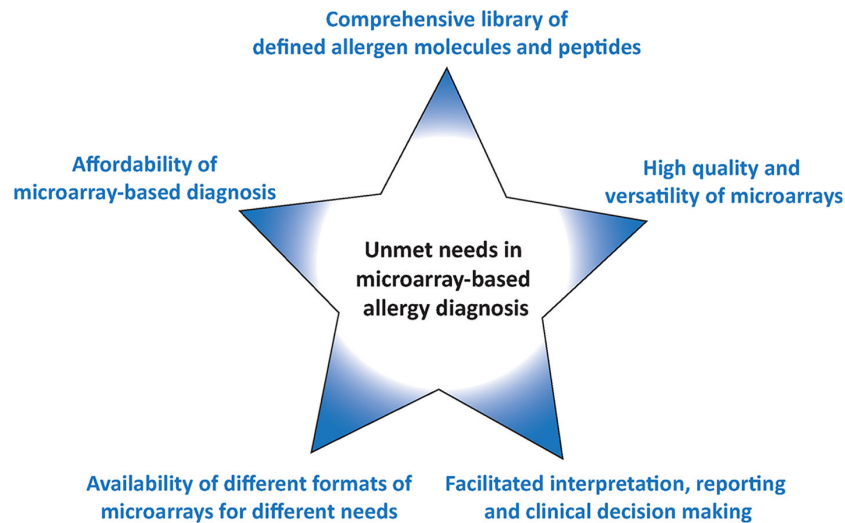 Comprehensive library of
defined allergen molecules and peptides
Affordability of
microarray-based diagnosis
High quality and
versatility of microarrays
Unmet needs in
microarray-based
allergy diagnosis
Availability of different formats of
microarrays for different needs
Facilitated interpretation, reporting
and clinical decision making